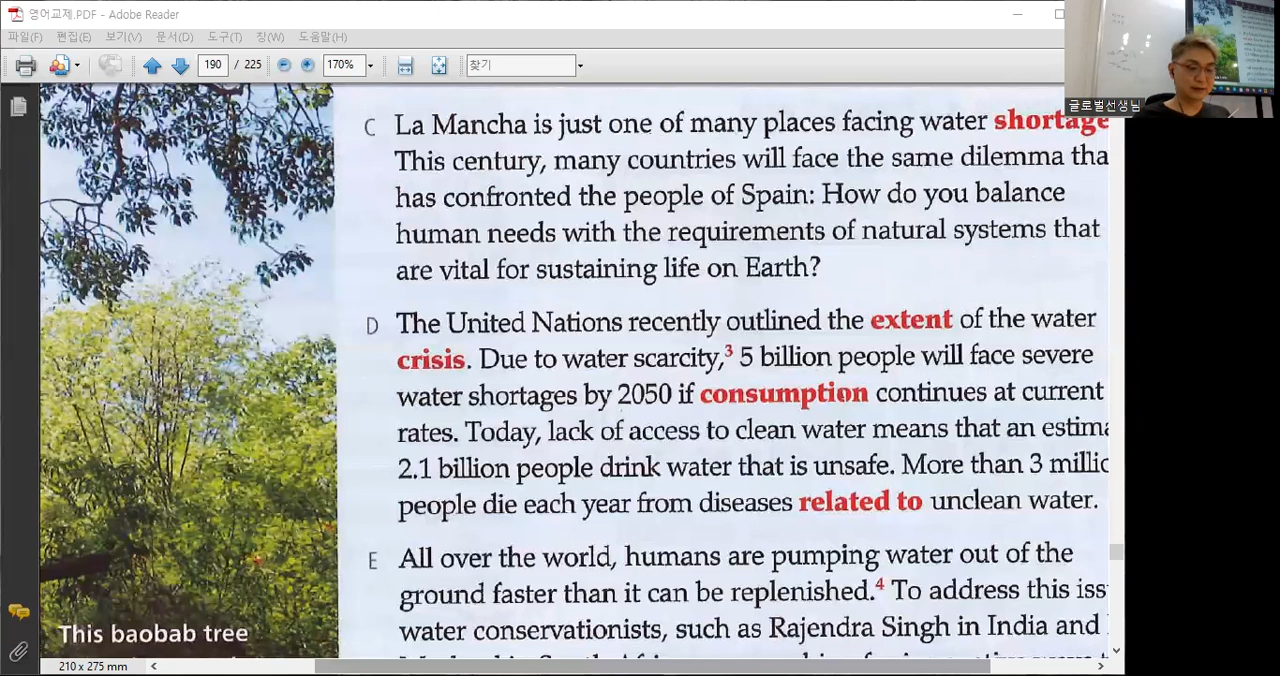 영어교제.PDF - Adobe Reader
파일(F) 편집(E) 보기(V) 문서(D) 도구(T) 창(W) 도움말(H)
190 / 225 170% 찾기
글로벌선생님
C La Mancha is just one of many places facing water shortage
This century, many countries will face the same dilemma tha
has confronted the people of Spain: How do you balance
human needs with the requirements of natural systems that
are vital for sustaining life on Earth?
D The United Nations recently outlined the extent of the water
crisis. Due to water scarcity,³ 5 billion people will face severe
water shortages by 2050 if consumption continues at current
rates. Today, lack of access to clean water means that an estima
2.1 billion people drink water that is unsafe. More than 3 millio
people die each year from diseases related to unclean water.
E All over the world, humans are pumping water out of the
ground faster than it can be replenished.⁴ To address this iss
water conservationists, such as Rajendra Singh in India and
This baobab tree
210 x 275 mm